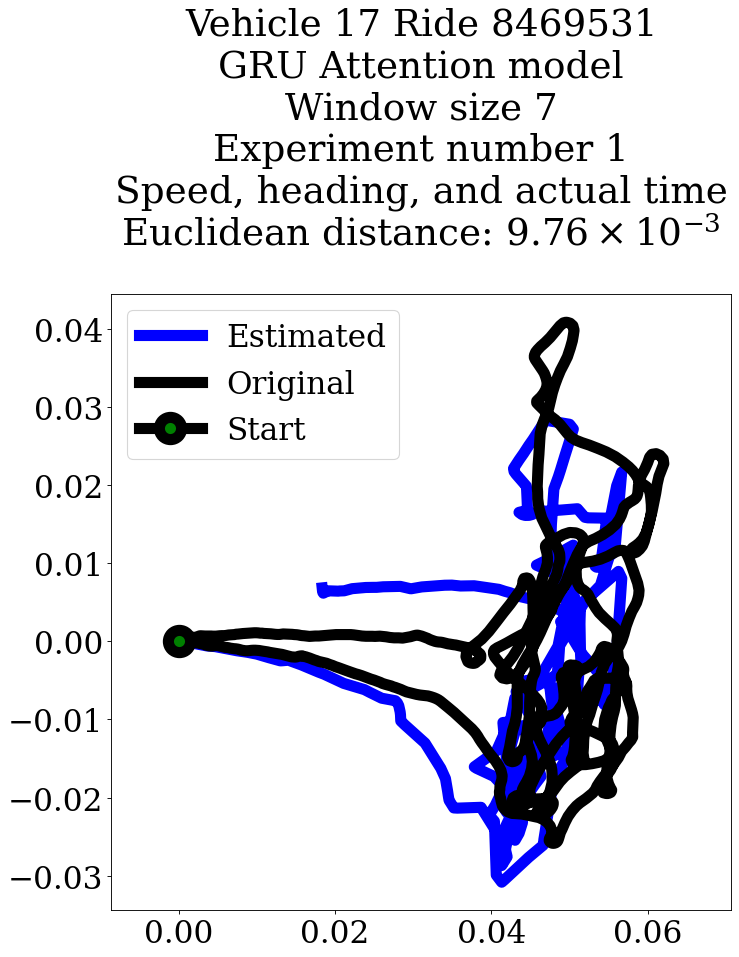 Vehicle 17 Ride 8469531
GRU Attention model
Window size 7
Experiment number 1
Speed, heading, and actual time
Euclidean distance: 9.76 × 10⁻³
Estimated
Original
Start
0.04
0.03
0.02
0.01
0.00
−0.01
−0.02
−0.03
0.00 0.02 0.04 0.06